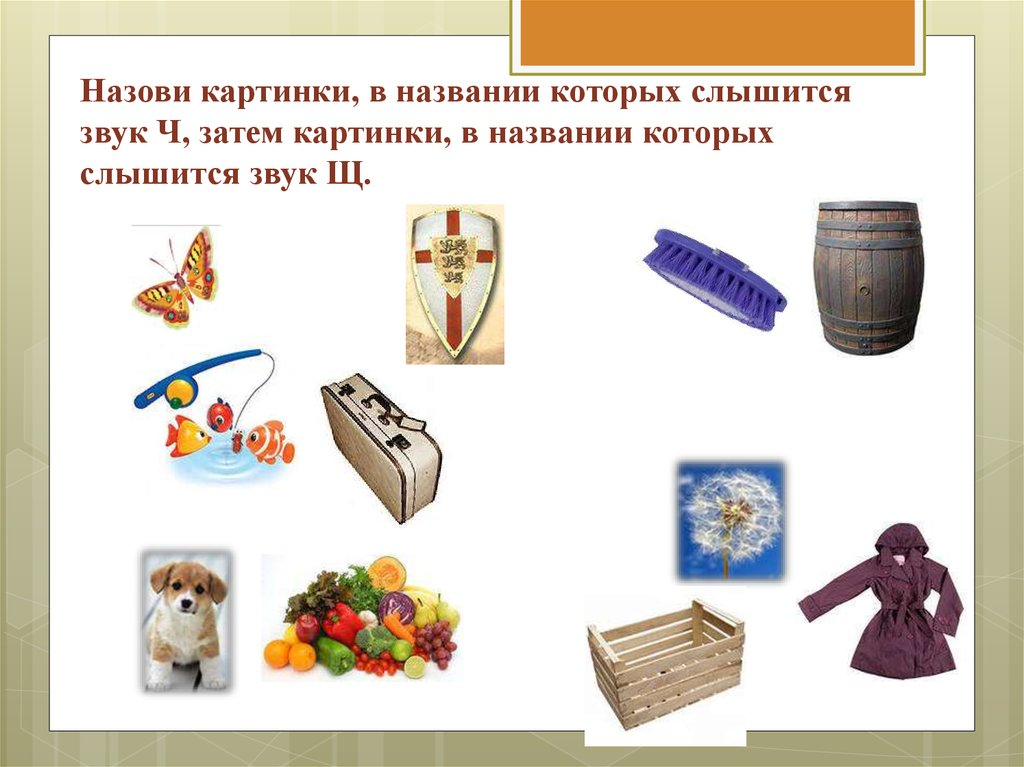 Назови картинки, в названии которых слышится
звук Ч, затем картинки, в названии которых
слышится звук Щ.